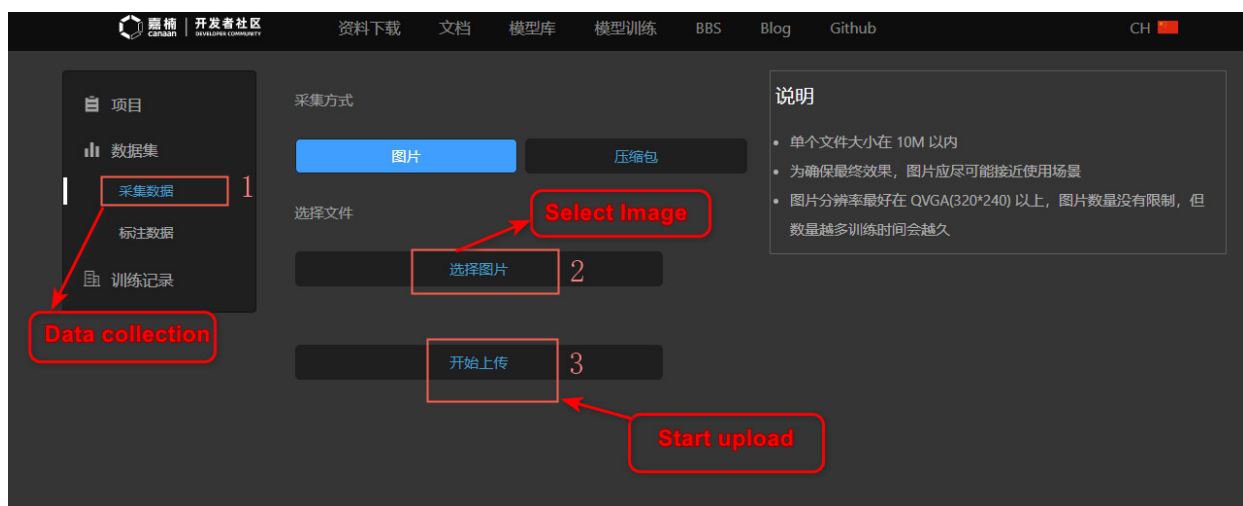 嘉楠 canaan 开发者社区 DEVELOPER COMMUNITY 资料下载 文档 模型库 模型训练 BBS Blog Github CH
项目
数据集
采集数据 1
标注数据
训练记录
Data collection
采集方式
图片 压缩包
选择文件
Select Image
选择图片 2
开始上传 3
Start upload
说明
• 单个文件大小在 10M 以内
• 为确保最终效果，图片应尽可能接近使用场景
• 图片分辨率最好在 QVGA(320*240) 以上，图片数量没有限制，但
数量越多训练时间会越久